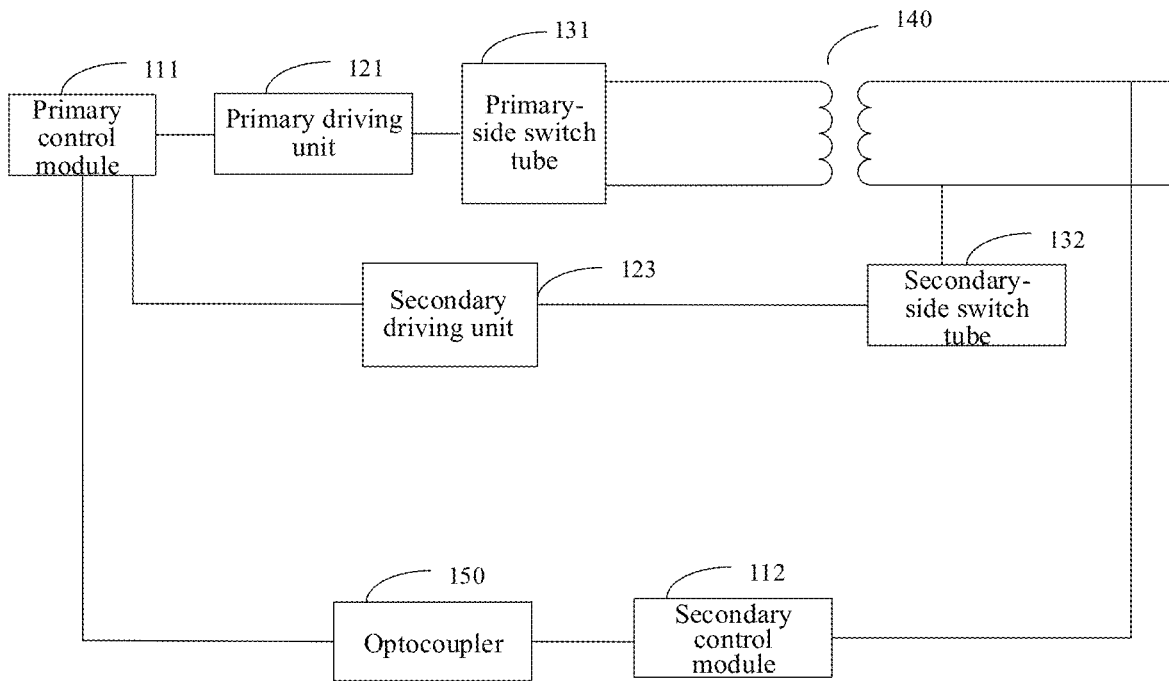 131
140
111
121
Primary
control
module
Primary driving
unit
Primary-
side switch
tube
132
123
Secondary
driving unit
Secondary-
side switch
tube
150
112
Optocoupler
Secondary
control
module